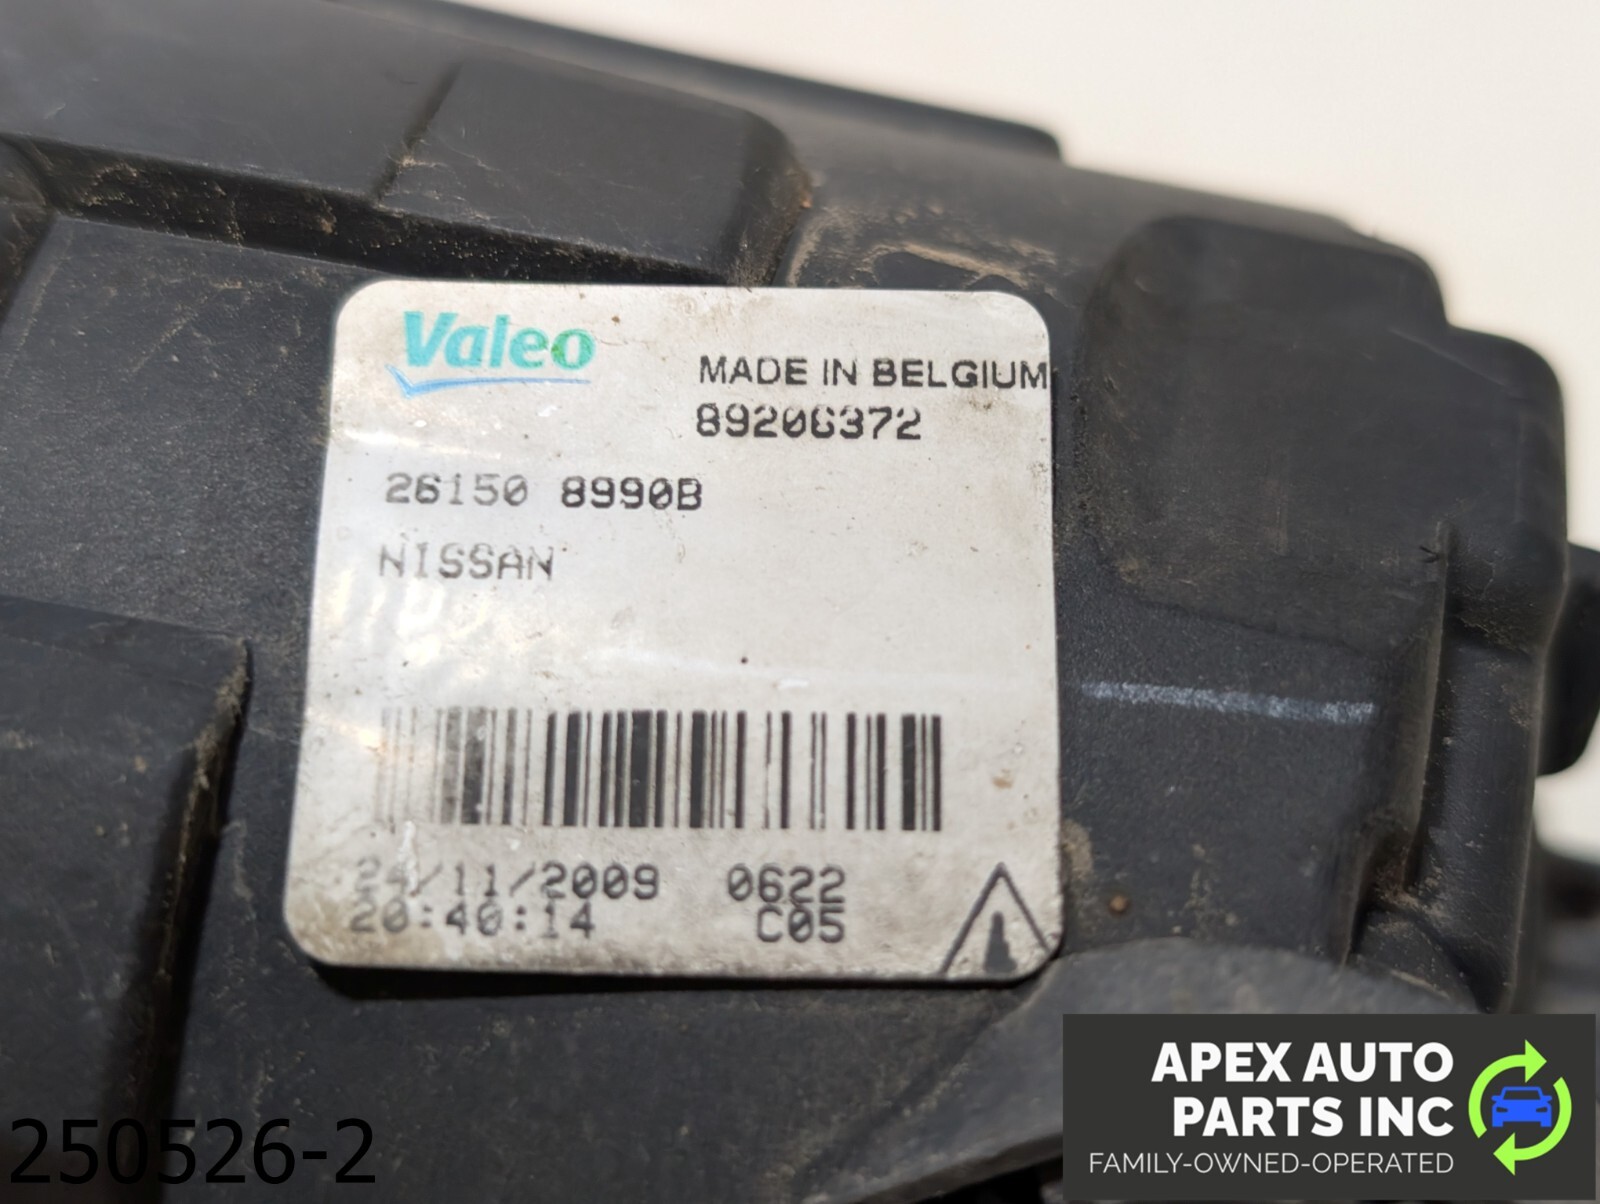 Valeo
MADE IN BELGIUM
89206372
26150 8990B
NISSAN
24/11/2009 0622
20:40:14 C05
APEX AUTO
PARTS INC
FAMILY-OWNED-OPERATED
250526-2